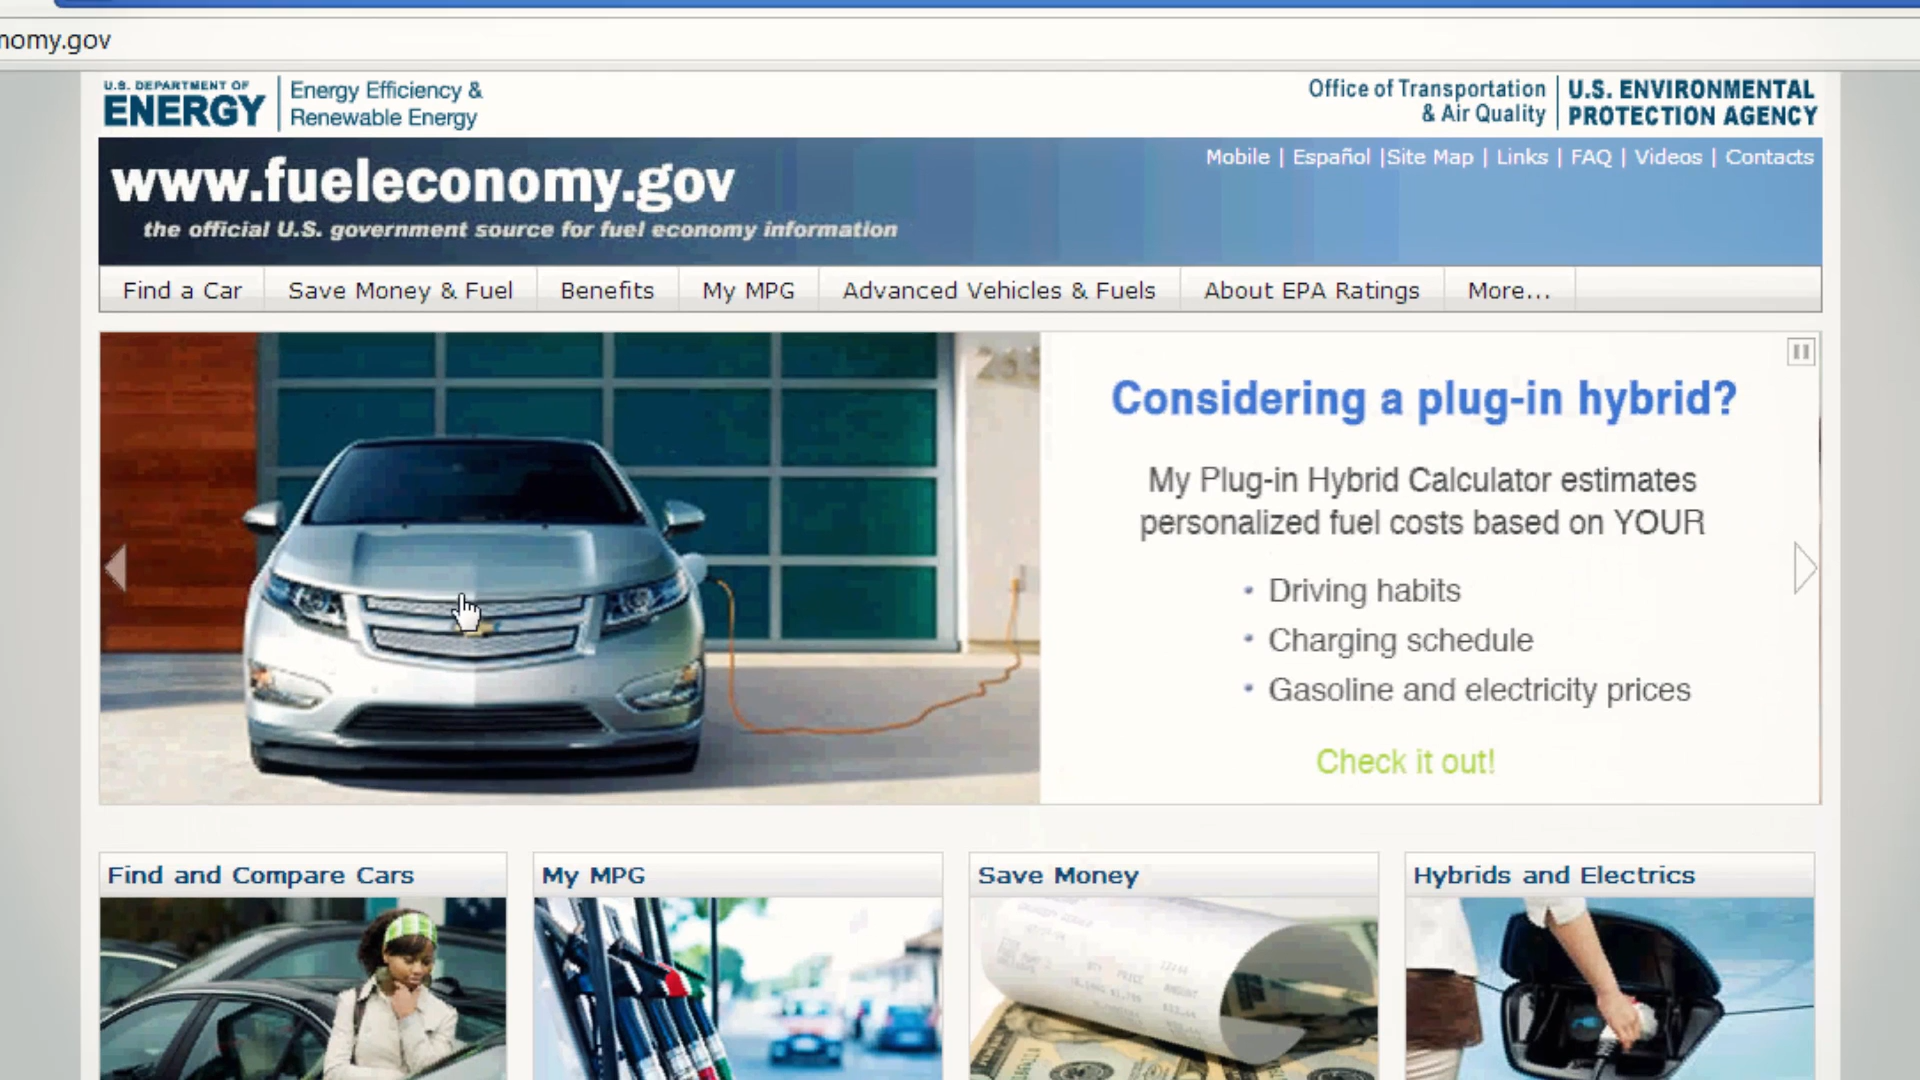 nomy.gov
U.S. DEPARTMENT OF
ENERGY
Energy Efficiency &
Renewable Energy
Office of Transportation
& Air Quality
U.S. ENVIRONMENTAL
PROTECTION AGENCY
Mobile | Español |Site Map | Links | FAQ | Videos | Contacts
www.fueleconomy.gov
the official U.S. government source for fuel economy information
Find a Car Save Money & Fuel Benefits My MPG Advanced Vehicles & Fuels About EPA Ratings More...
Considering a plug-in hybrid?
My Plug-in Hybrid Calculator estimates
personalized fuel costs based on YOUR
• Driving habits
• Charging schedule
• Gasoline and electricity prices
Check it out!
Find and Compare Cars My MPG Save Money Hybrids and Electrics